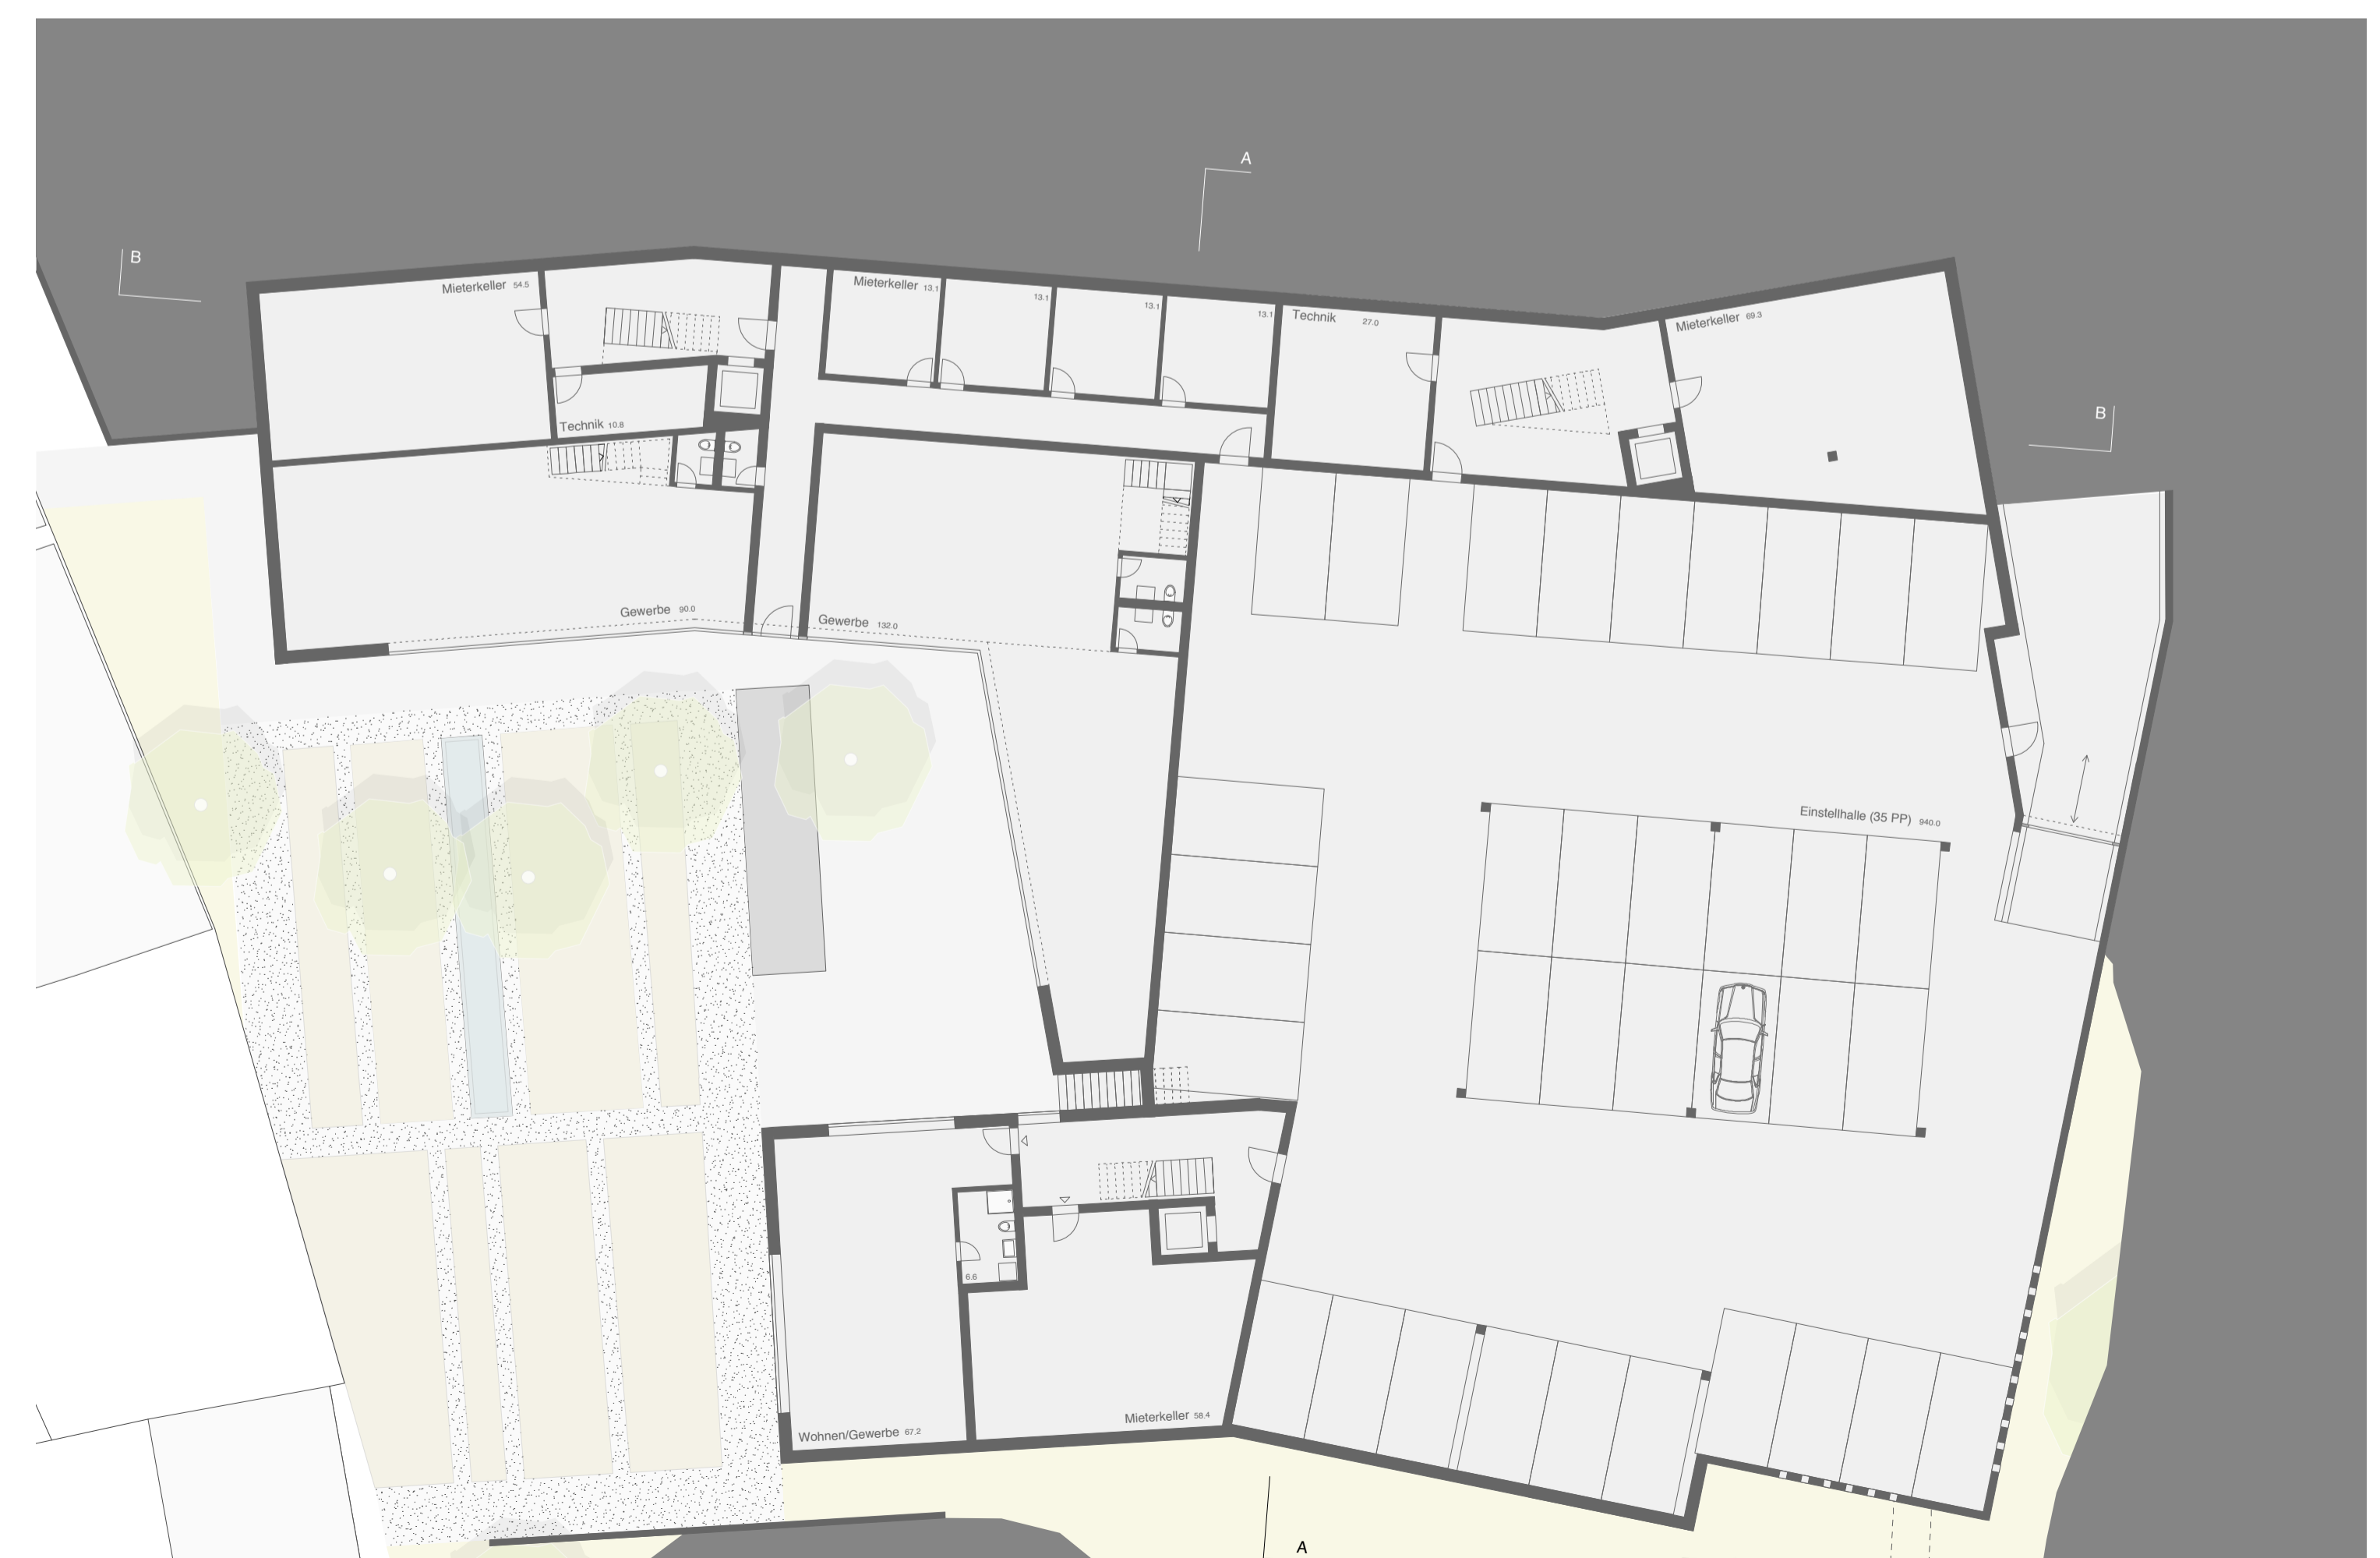 A
B
Mieterkeller 54.5
Mieterkeller 13.1
13.1
13.1
13.1
Technik 27.0
Mieterkeller 69.3
B
Technik 10.8
Gewerbe 90.0
Gewerbe 132.0
Einstellhalle (35 PP) 940.0
6.6
Wohnen/Gewerbe 67.2
Mieterkeller 58.4
A